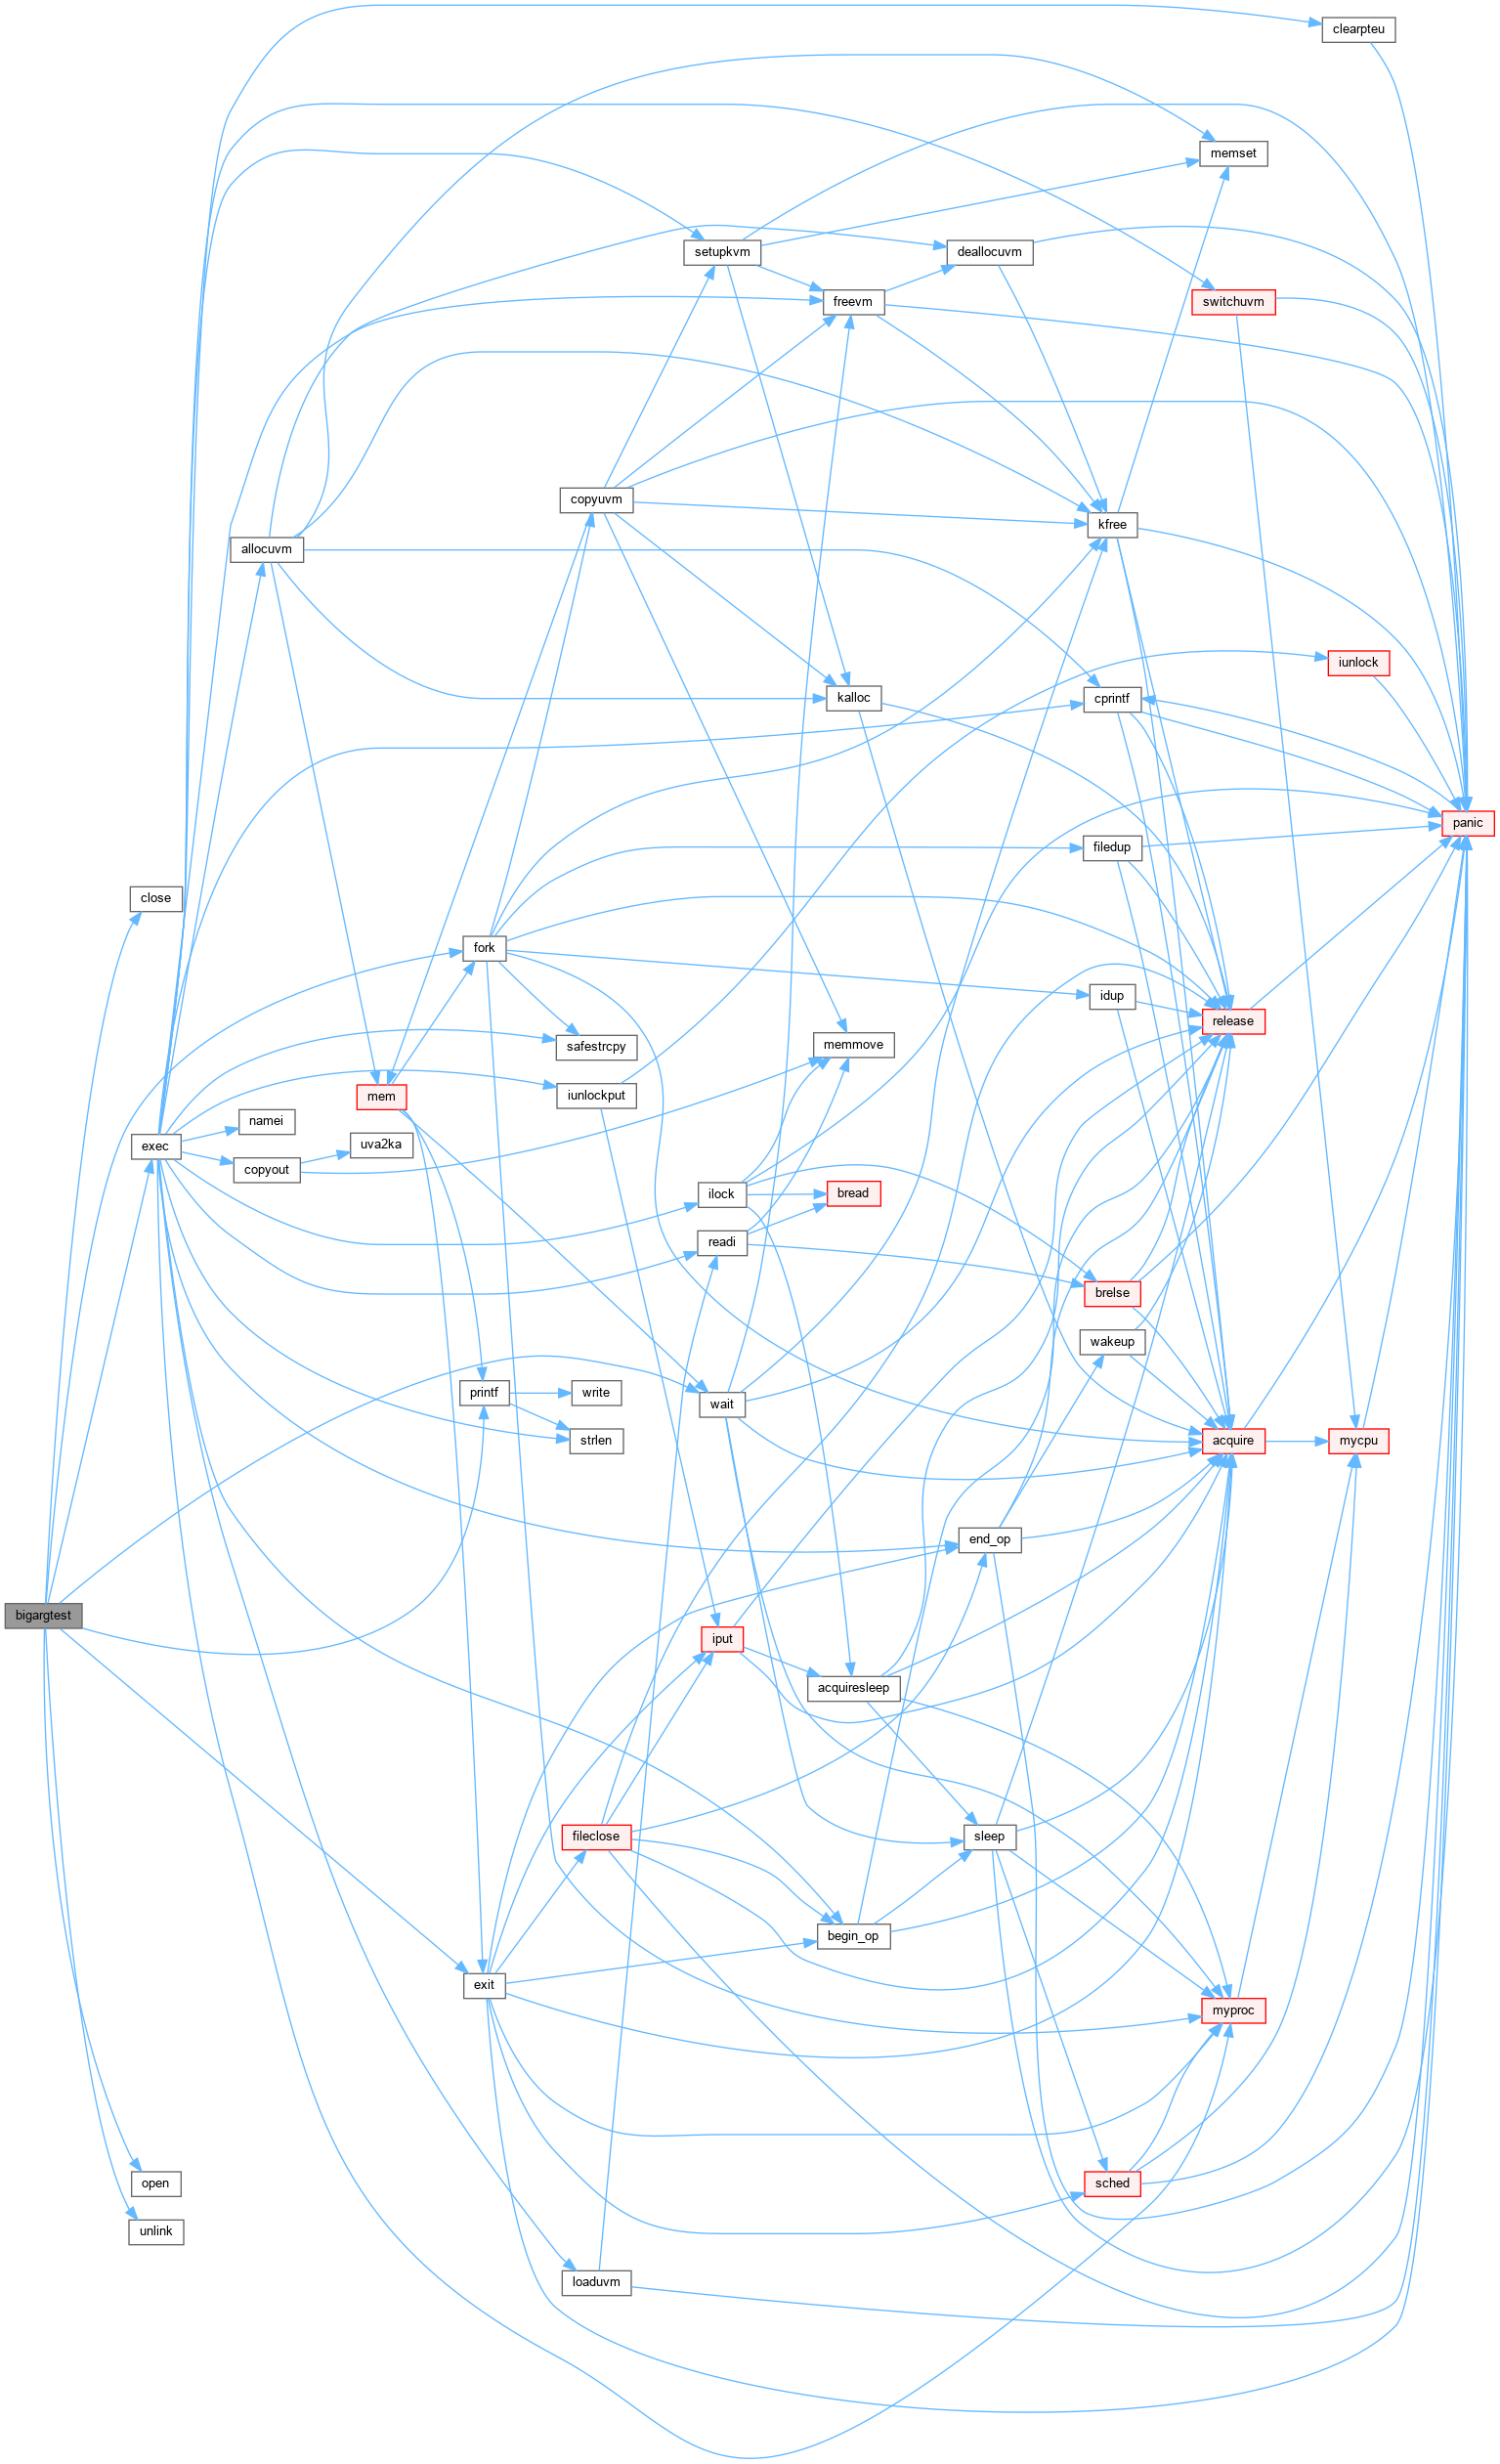 clearpteu
memset
setupkvm
deallocuvm
freevm
switchuvm
copyuvm
kfree
allocuvm
iunlock
kalloc
cprintf
panic
filedup
close
fork
idup
release
safestrcpy
memmove
mem
iunlockput
namei
exec
uva2ka
copyout
ilock
bread
readi
brelse
wakeup
printf
write
wait
strlen
acquire
mycpu
end_op
bigargtest
iput
acquiresleep
fileclose
sleep
begin_op
exit
myproc
open
sched
unlink
loaduvm